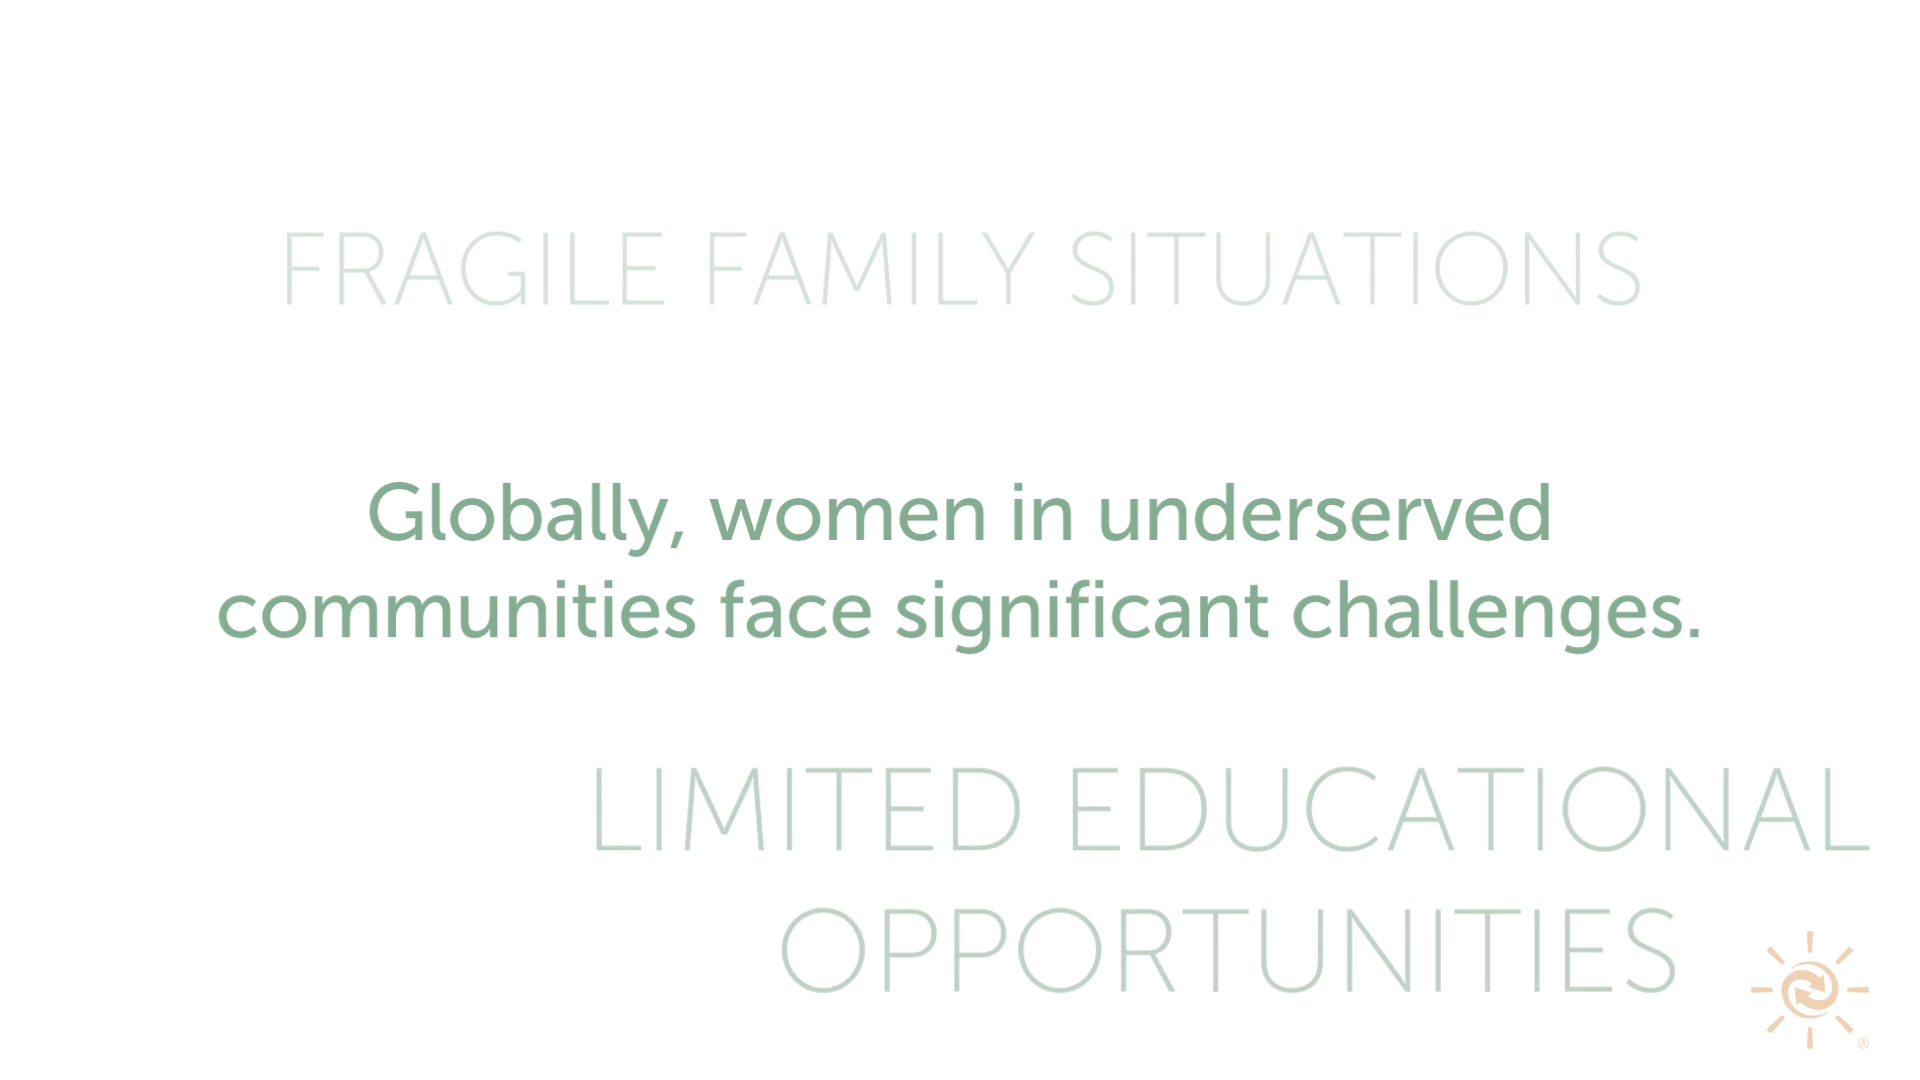 FRAGILE FAMILY SITUATIONS
Globally, women in underserved
communities face significant challenges.
LIMITED EDUCATIONAL
OPPORTUNITIES
®